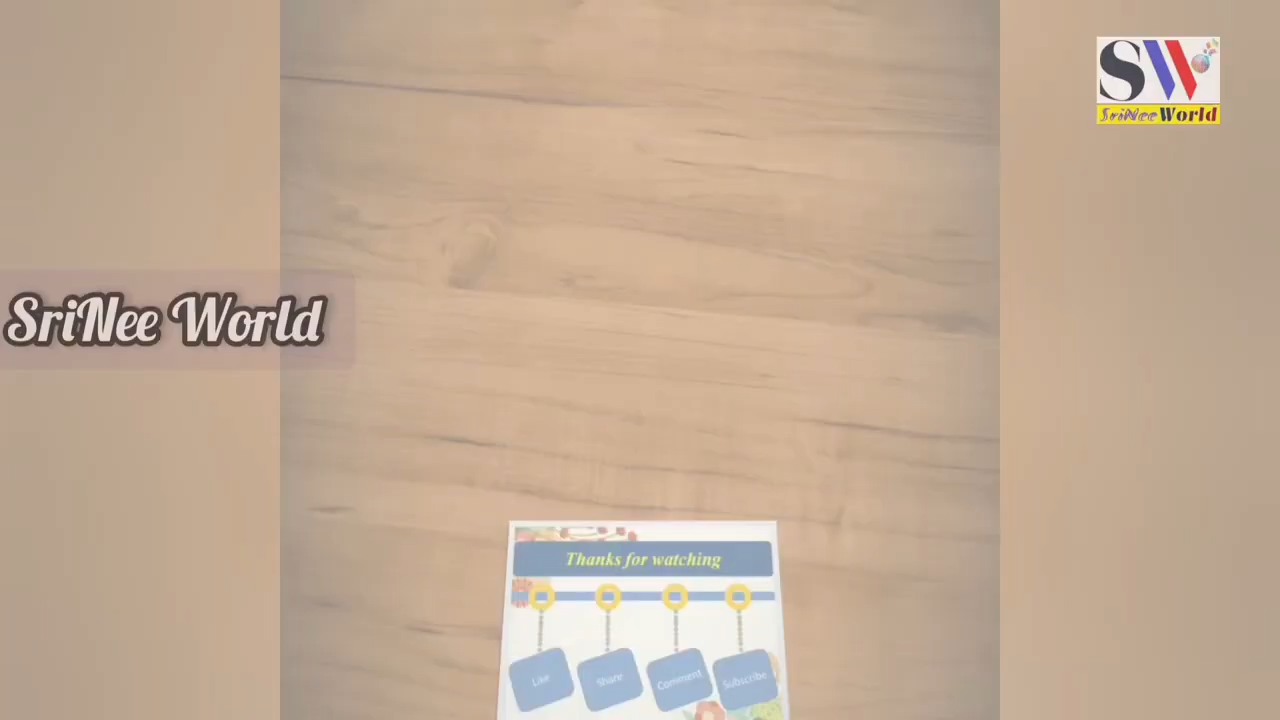 SW
SriNee World
SriNee World
Thanks for watching
Like
Share
Comment
Subscribe